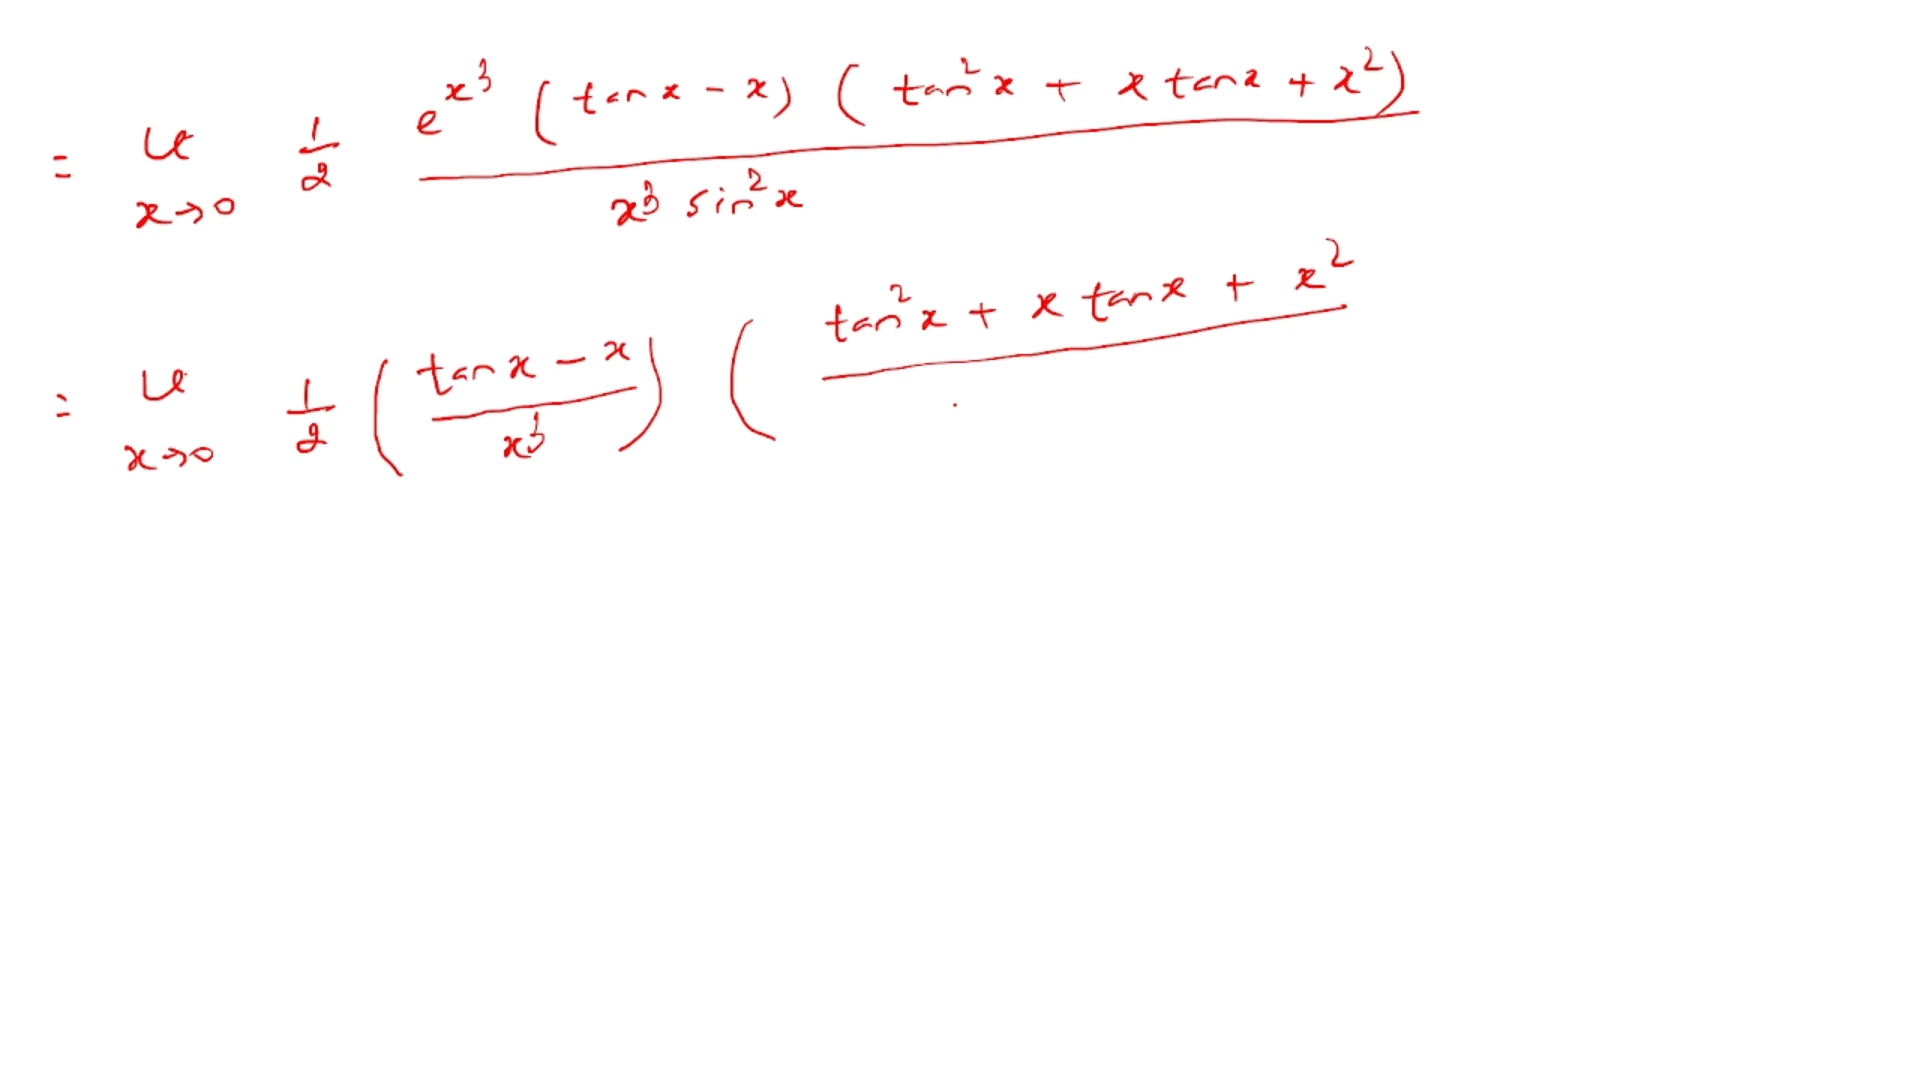 = lt x→0 1/2 e^x^3 (tan x - x) (tan^2 x + x tan x + x^2) / x^3 sin^2 x
= lt x→0 1/2 (tan x - x / x^3) (tan^2 x + x tan x + x^2